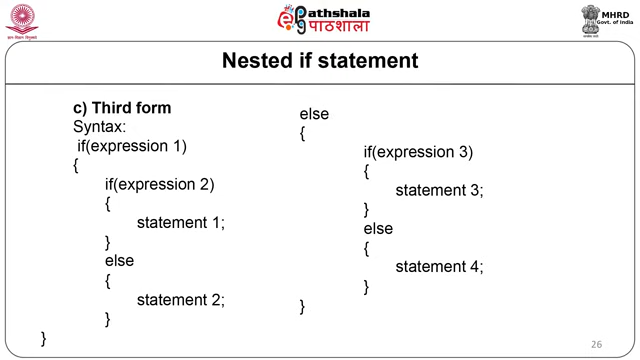 Pathshala
पाठशाला
MHRD
Govt. of India
Nested if statement
c) Third form
Syntax:
if(expression 1)
{
if(expression 2)
{
statement 1;
}
else
{
statement 2;
}
}
else
{
if(expression 3)
{
statement 3;
}
else
{
statement 4;
}
}
26